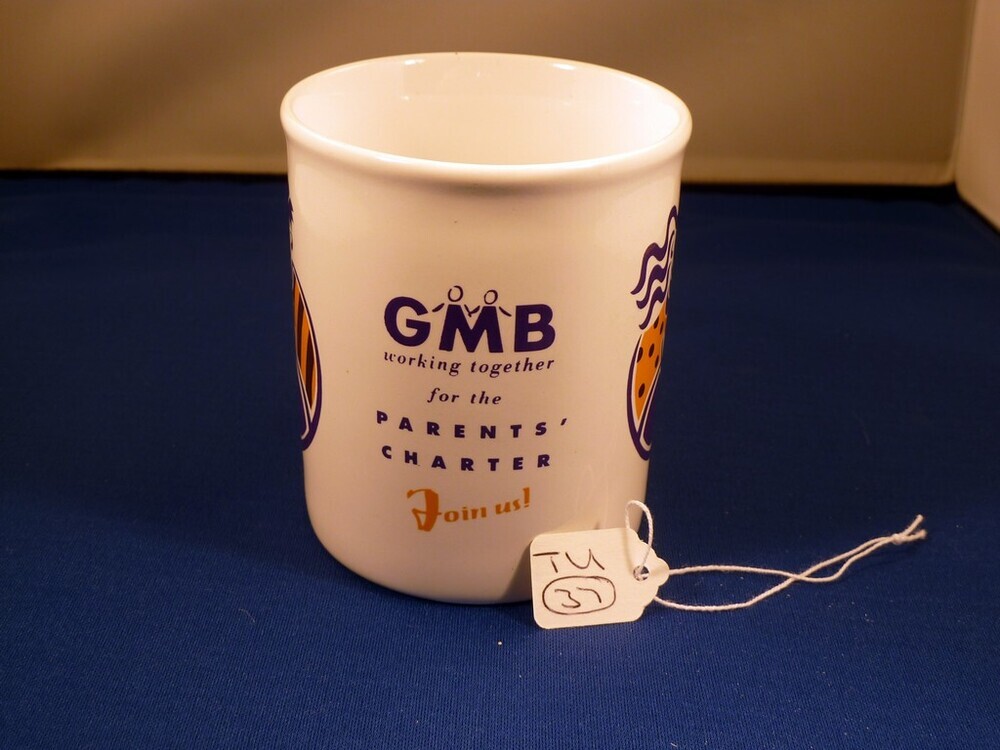 GMB
working together
for the
PARENTS'
CHARTER
Join us!
TU
37